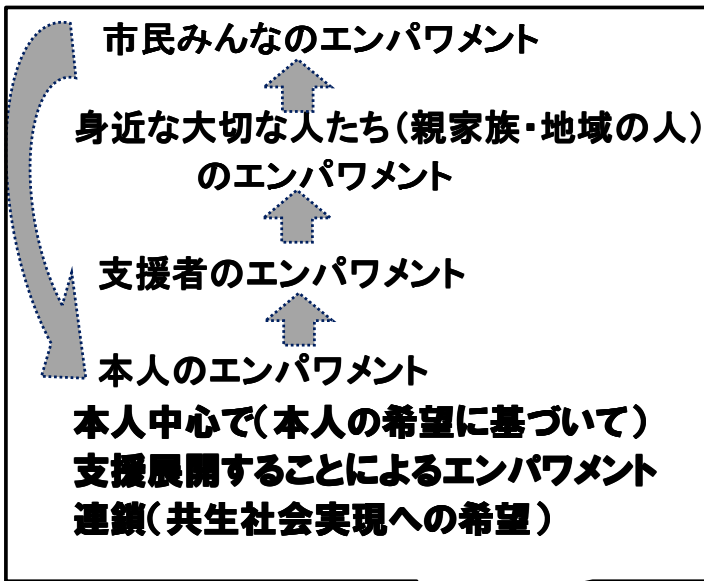 市民みんなのエンパワメント
身近な大切な人たち（親家族・地域の人）
のエンパワメント
支援者のエンパワメント
本人のエンパワメント
本人中心で（本人の希望に基づいて）
支援展開することによるエンパワメント
連鎖（共生社会実現への希望）